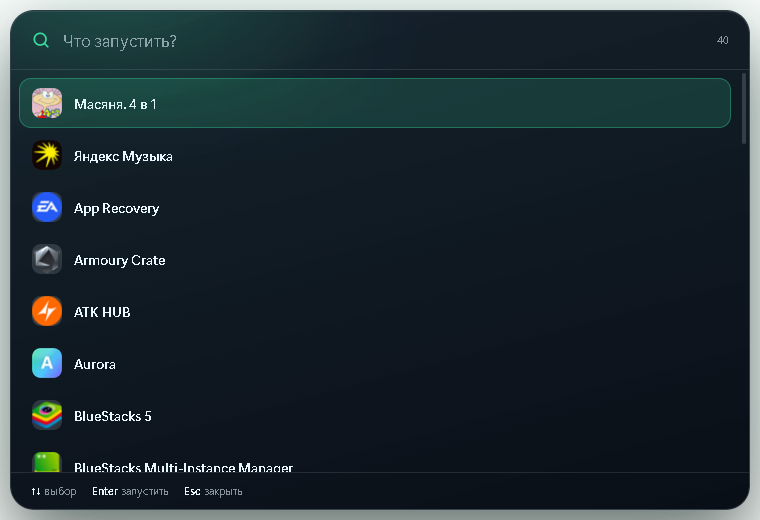 Что запустить?
40
Масяня. 4 в 1
Яндекс Музыка
EA
App Recovery
Armoury Crate
ATK HUB
A
Aurora
BlueStacks 5
BlueStacks Multi-Instance Manager
↑↓ выбор Enter запустить Esc закрыть